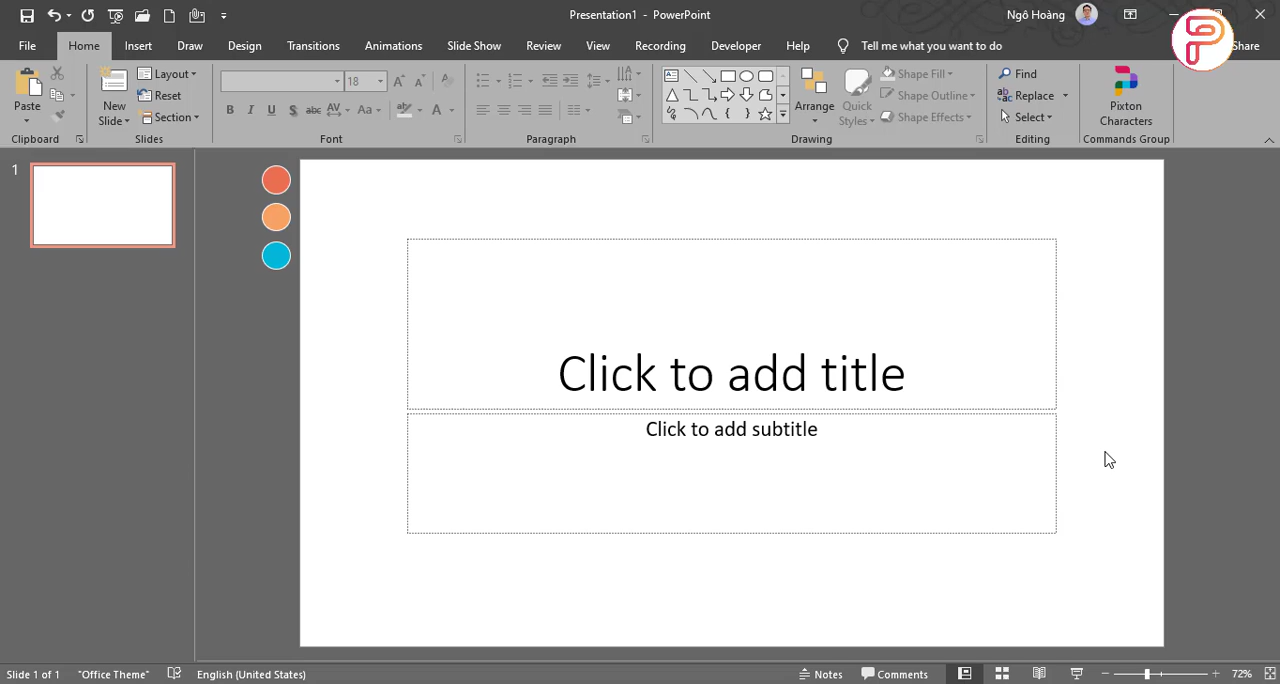 Presentation1 - PowerPoint
Ngô Hoàng
File Home Insert Draw Design Transitions Animations Slide Show Review View Recording Developer Help Tell me what you want to do Share
Paste
Clipboard
New Slide
Layout
Reset
Section
Slides
18
B I U S abc AV Aa A
Font
Paragraph
Arrange
Quick Styles
Shape Fill
Shape Outline
Shape Effects
Drawing
Find
Replace
Select
Editing
Pixton Characters
Commands Group
1
Click to add title
Click to add subtitle
Slide 1 of 1 "Office Theme" English (United States) Notes Comments 72%